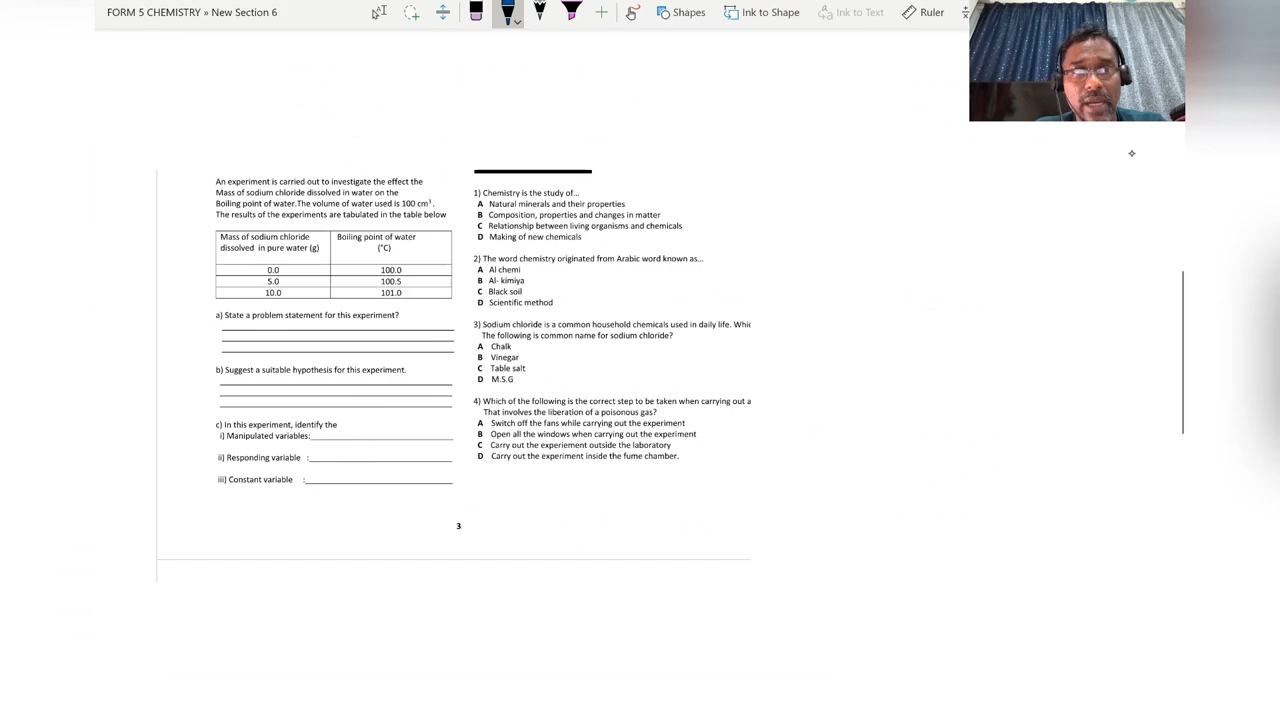 FORM 5 CHEMISTRY » New Section 6
Shapes
Ink to Shape
Ink to Text
Ruler
An experiment is carried out to investigate the effect the
Mass of sodium chloride dissolved in water on the
Boiling point of water.The volume of water used is 100 cm³ .
The results of the experiments are tabulated in the table below
Mass of sodium chloride dissolved in pure water (g)
Boiling point of water (°C)
0.0 100.0
5.0 100.5
10.0 101.0
a) State a problem statement for this experiment?
b) Suggest a suitable hypothesis for this experiment.
c) In this experiment, identify the
i) Manipulated variables:
ii) Responding variable :
iii) Constant variable :
1) Chemistry is the study of...
A Natural minerals and their properties
B Composition, properties and changes in matter
C Relationship between living organisms and chemicals
D Making of new chemicals
2) The word chemistry originated from Arabic word known as...
A Al chemi
B Al- kimiya
C Black soil
D Scientific method
3) Sodium chloride is a common household chemicals used in daily life. Whic
The following is common name for sodium chloride?
A Chalk
B Vinegar
C Table salt
D M.S.G
4) Which of the following is the correct step to be taken when carrying out a
That involves the liberation of a poisonous gas?
A Switch off the fans while carrying out the experiment
B Open all the windows when carrying out the experiment
C Carry out the experiement outside the laboratory
D Carry out the experiment inside the fume chamber.
3